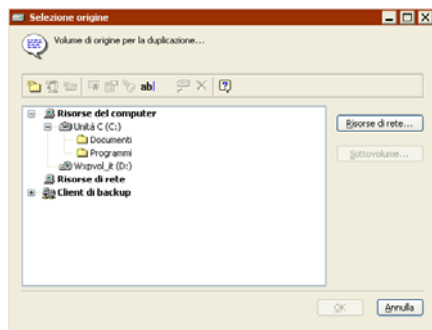 Selezione origine
Volume di origine per la duplicazione...
abl
Risorse del computer
Unità C (C:)
Documenti
Programmi
Wxpvol_it (D:)
Risorse di rete
Client di backup
Risorse di rete...
Sottovolume...
OK
Annulla